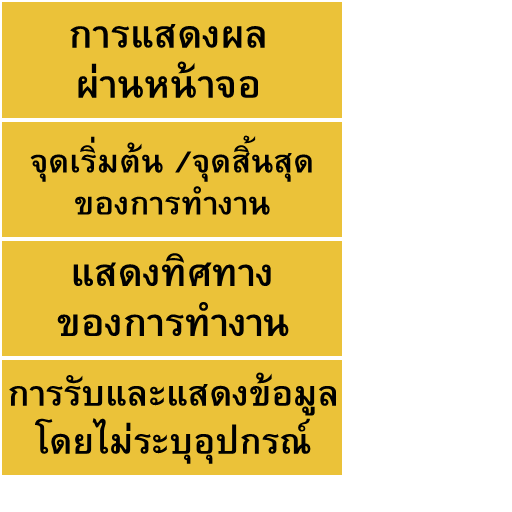 การแสดงผล
ผ่านหน้าจอ
จุดเริ่มต้น /จุดสิ้นสุด
ของการทำงาน
แสดงทิศทาง
ของการทำงาน
การรับและแสดงข้อมูล
โดยไม่ระบุอุปกรณ์